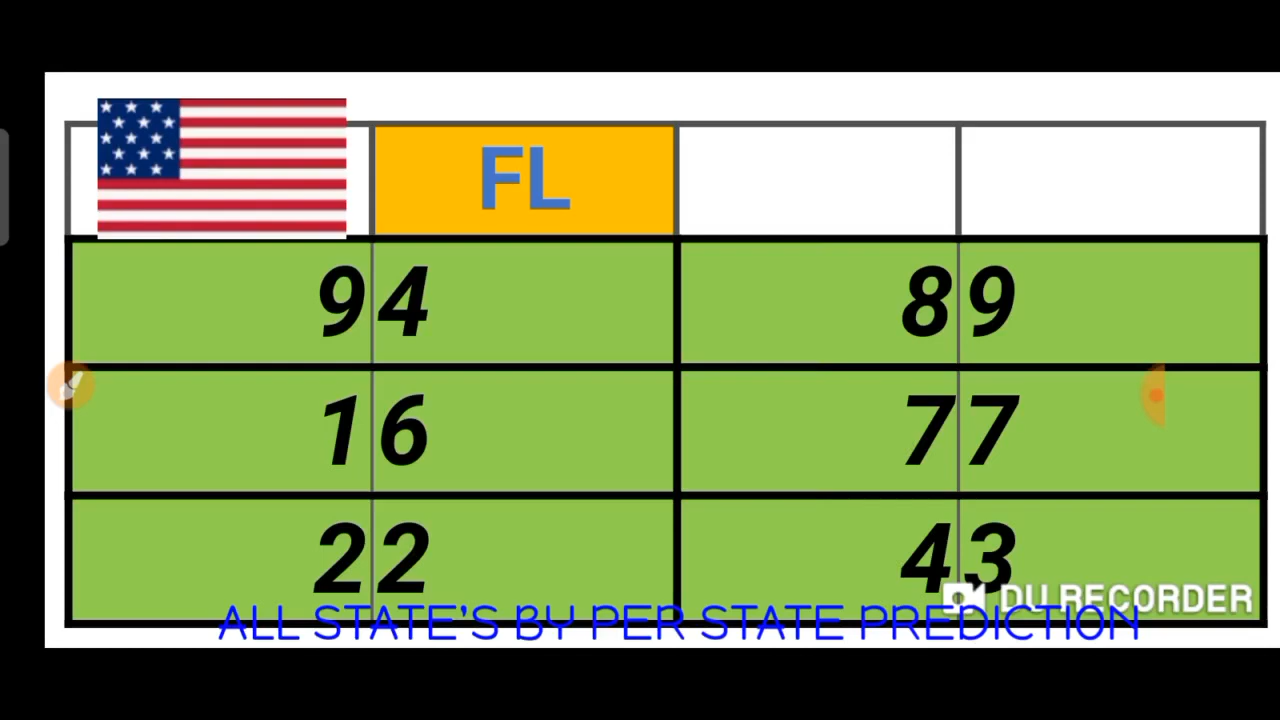 FL
94 89
16 77
22 43
DU RECORDER
ALL STATE'S BY PER STATE PREDICTION